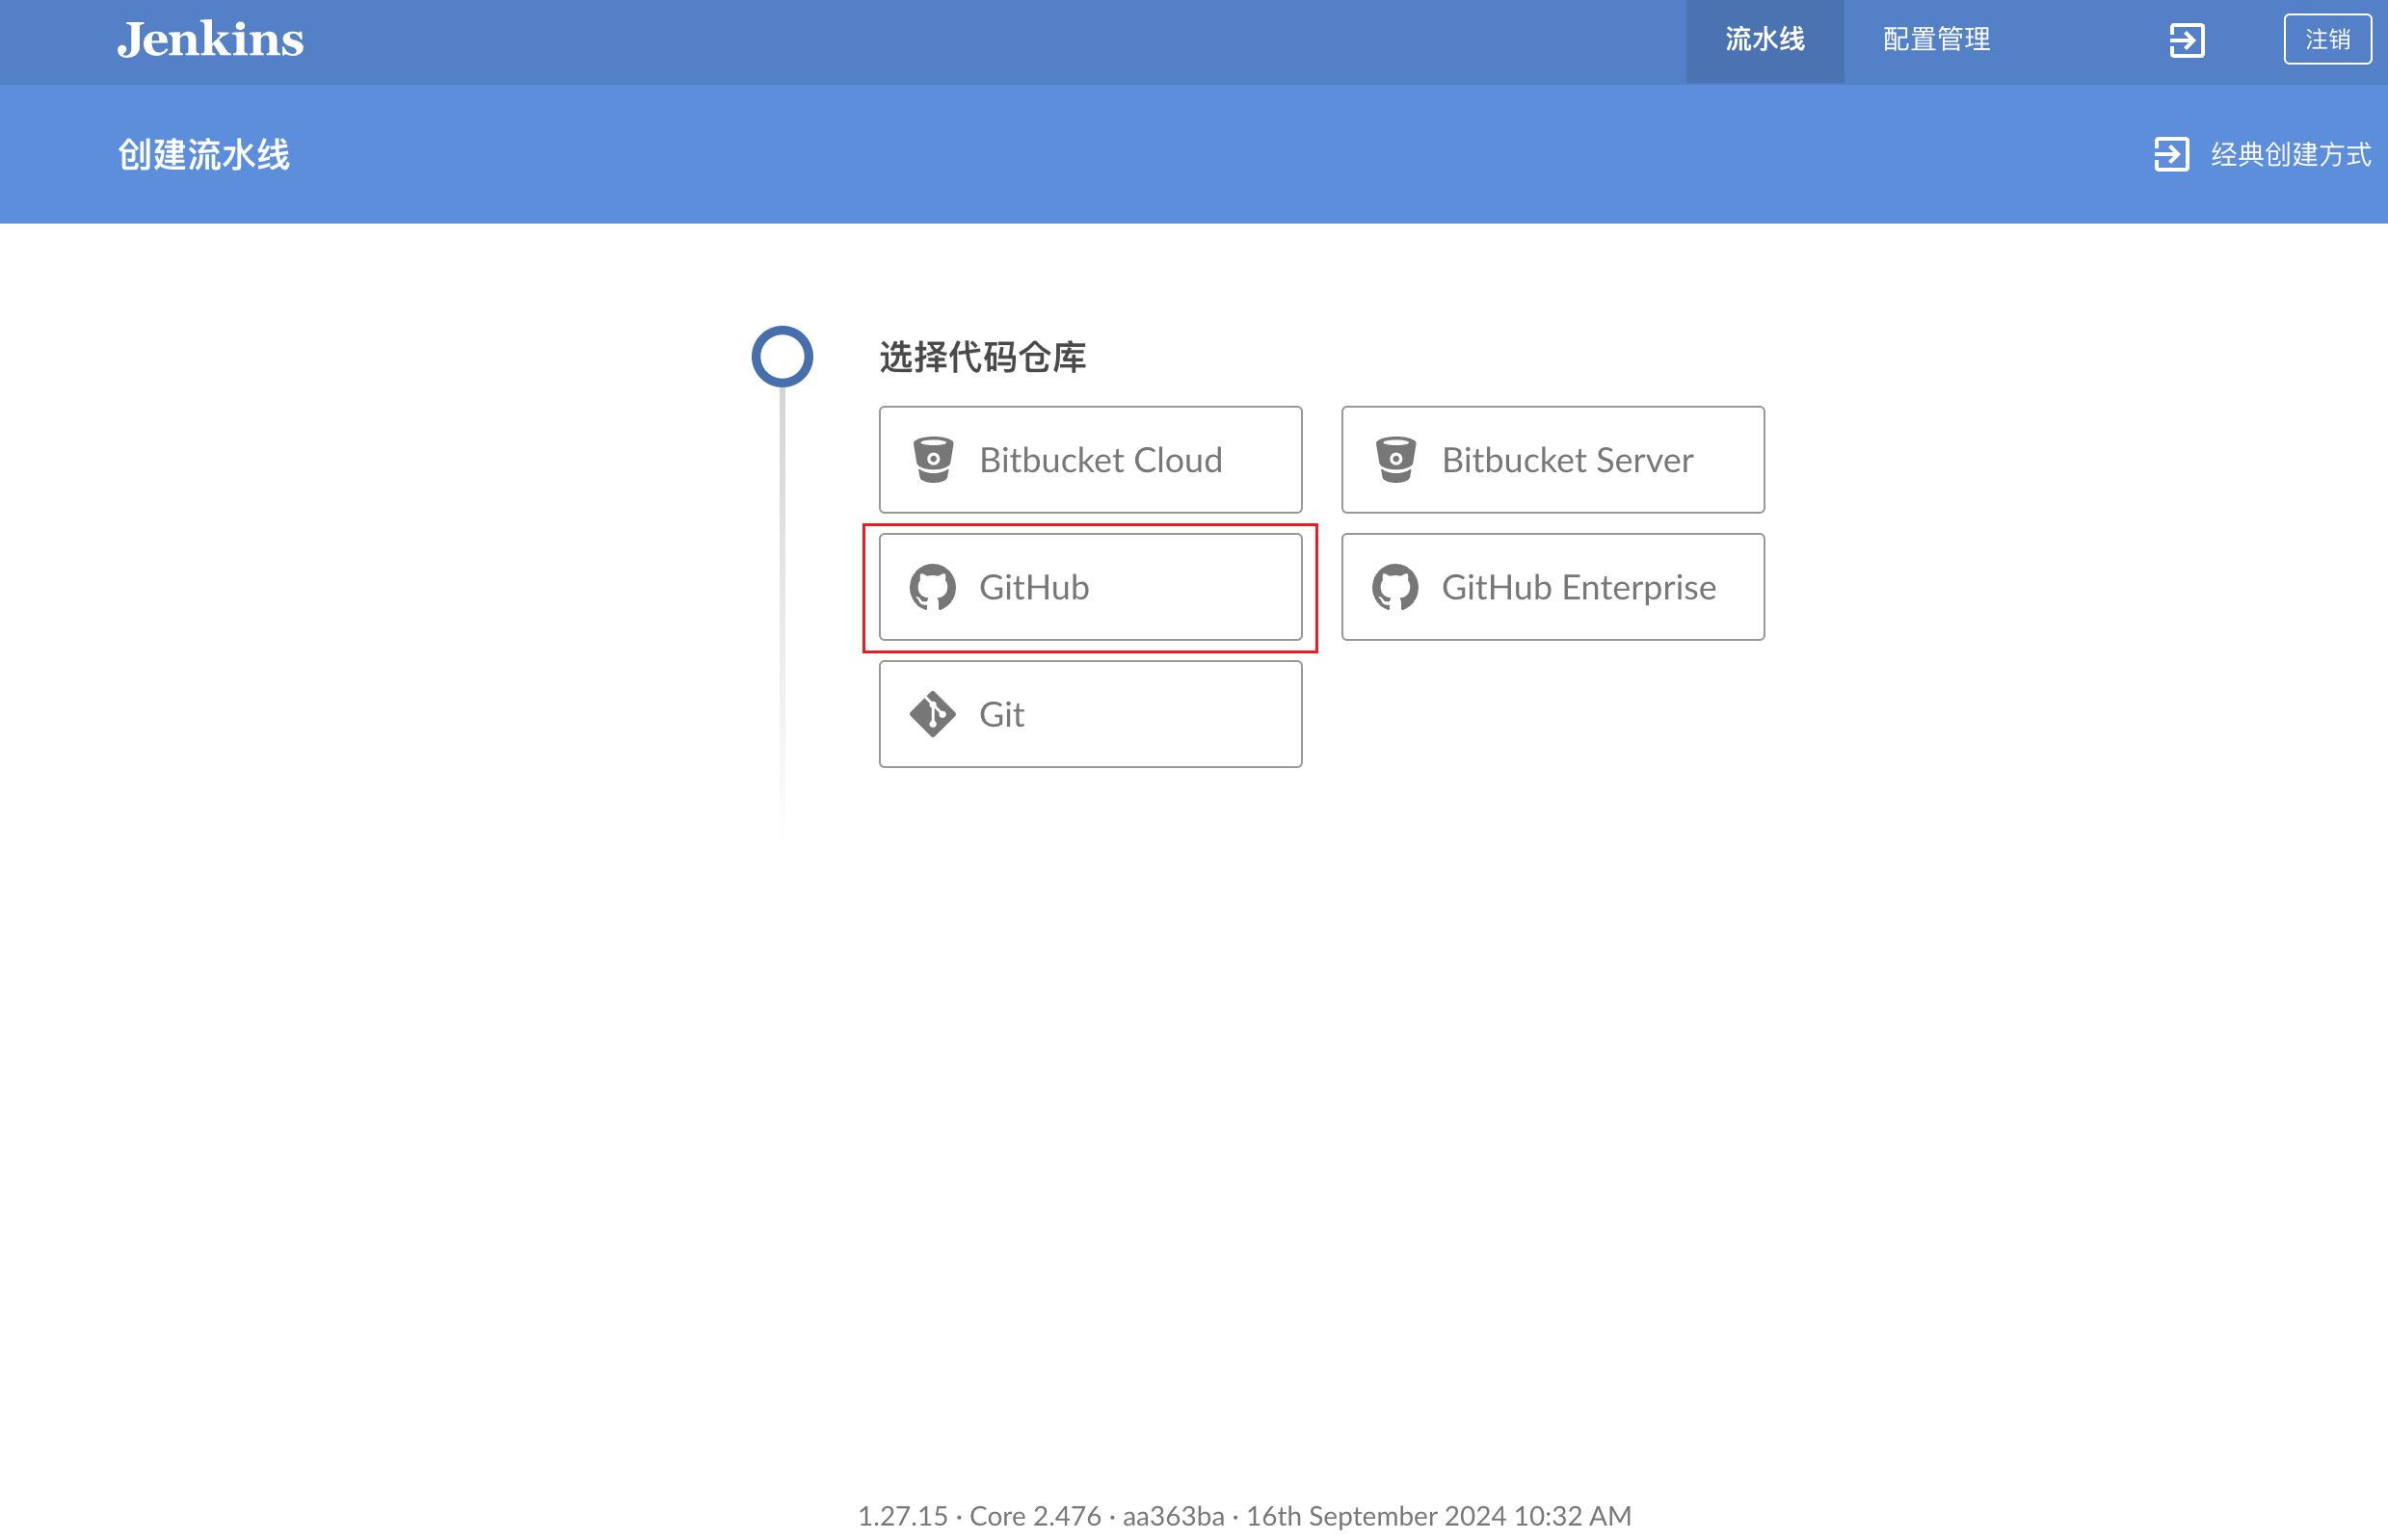 Jenkins
流水线
配置管理
注销
创建流水线
经典创建方式
选择代码仓库
Bitbucket Cloud
Bitbucket Server
GitHub
GitHub Enterprise
Git
1.27.15 · Core 2.476 · aa363ba · 16th September 2024 10:32 AM